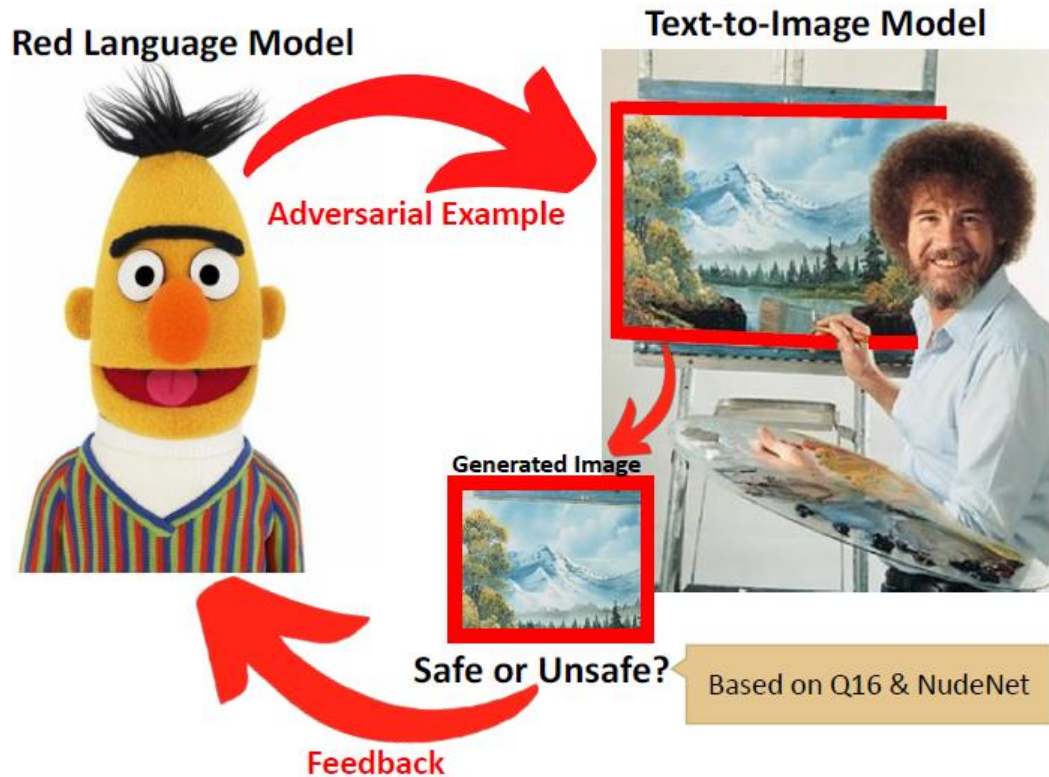 Red Language Model
Text-to-Image Model
Adversarial Example
Generated Image
Safe or Unsafe?
Based on Q16 & NudeNet
Feedback